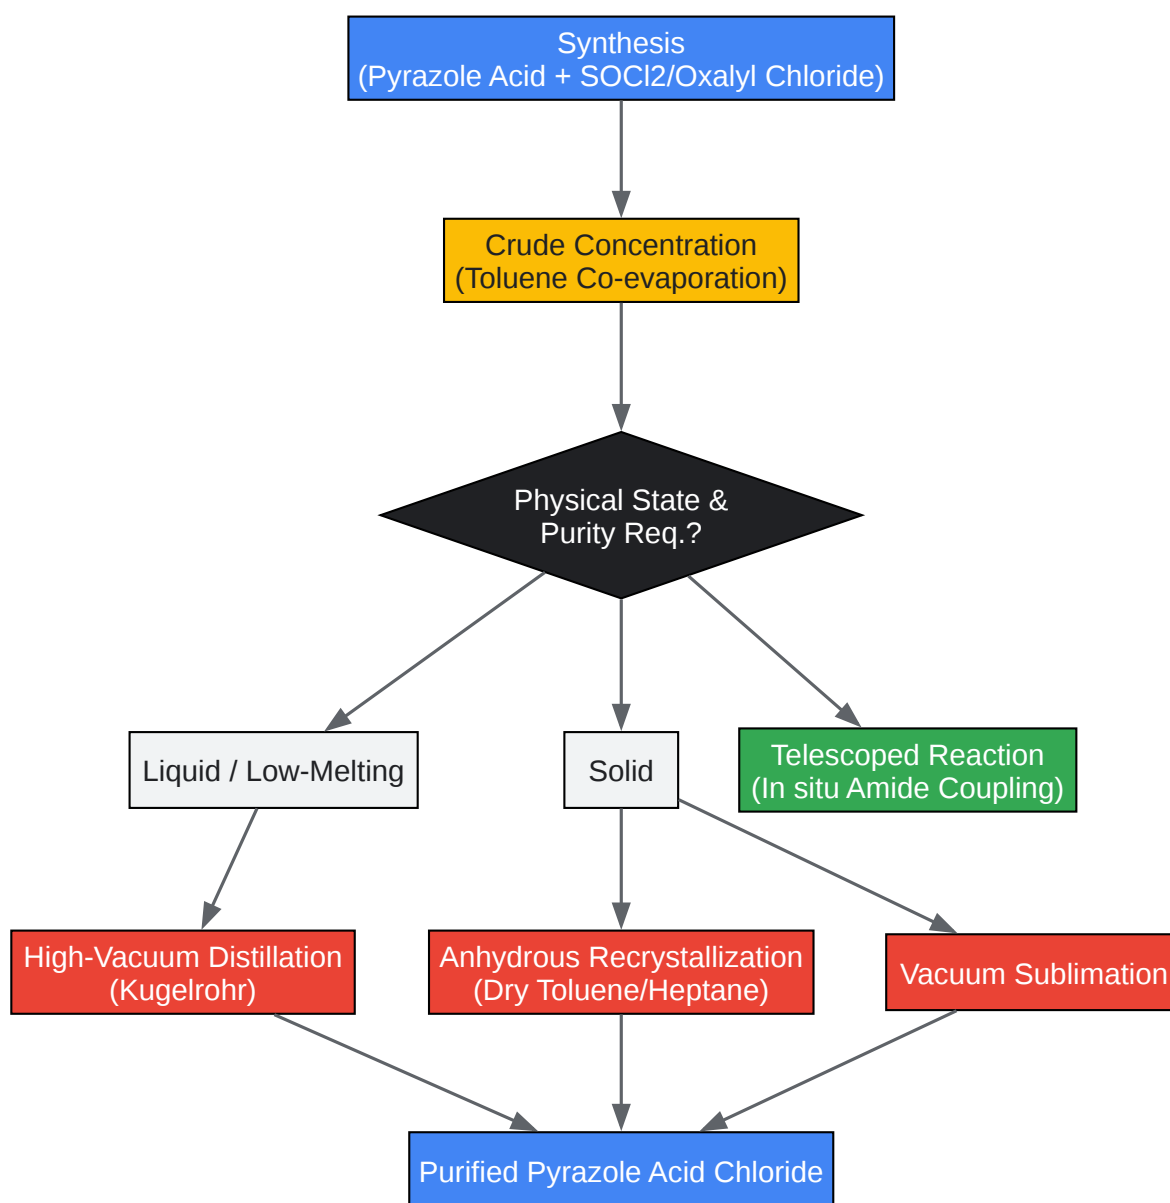 Synthesis
(Pyrazole Acid + SOCl2/Oxalyl Chloride)
Crude Concentration
(Toluene Co-evaporation)
Physical State &
Purity Req.?
Liquid / Low-Melting
Solid
Telescoped Reaction
(In situ Amide Coupling)
High-Vacuum Distillation
(Kugelrohr)
Anhydrous Recrystallization
(Dry Toluene/Heptane)
Vacuum Sublimation
Purified Pyrazole Acid Chloride